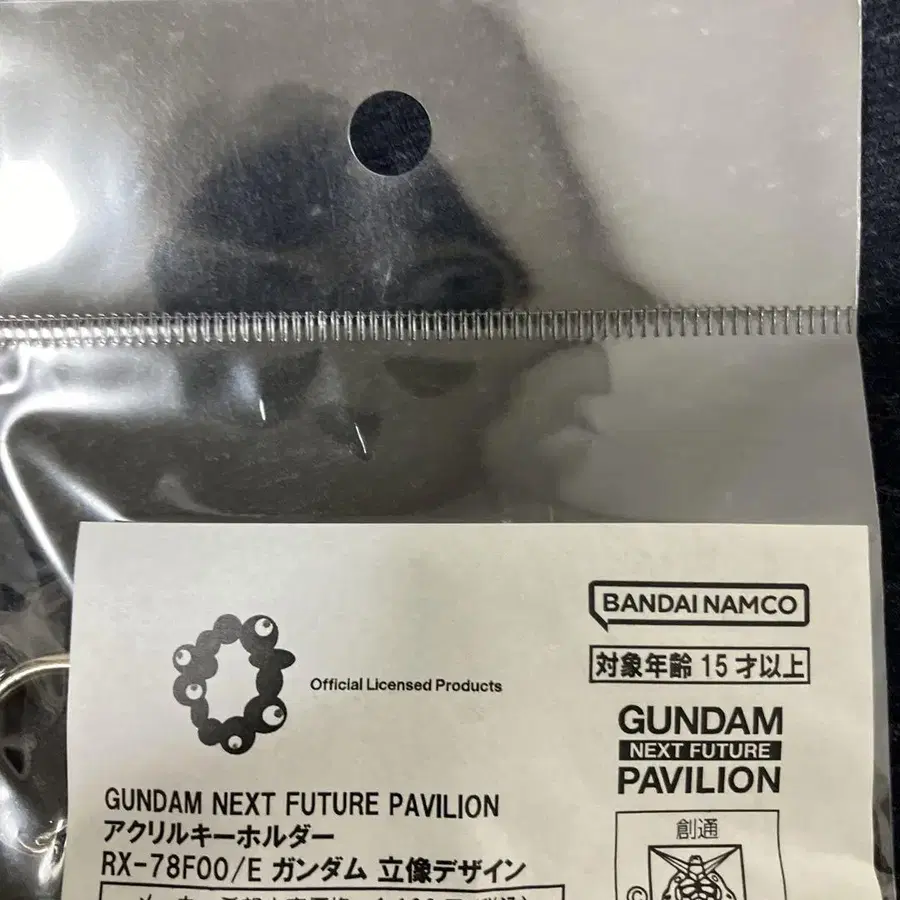 BANDAI NAMCO
対象年齢 15 才以上
Official Licensed Products
GUNDAM
NEXT FUTURE
PAVILION
GUNDAM NEXT FUTURE PAVILION
アクリルキーホルダー
RX-78F00/E ガンダム 立像デザイン
創通
©